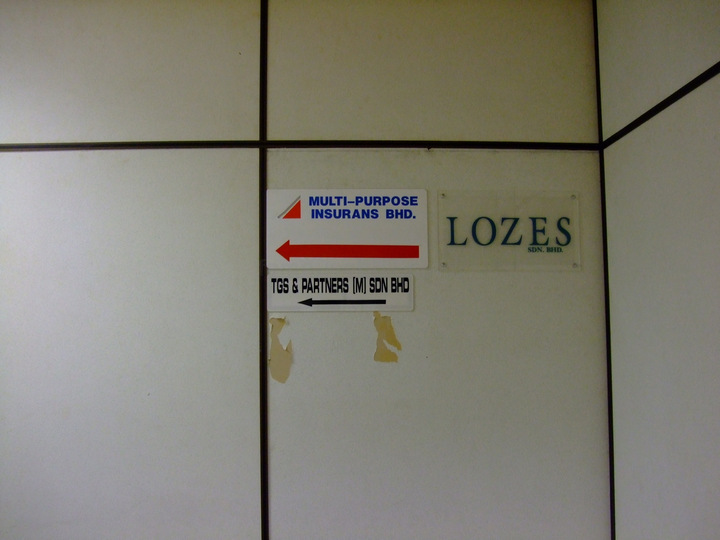 MULTI-PURPOSE
INSURANS BHD.
TGS & PARTNERS [M] SDN BHD
LOZES
SDN. BHD.